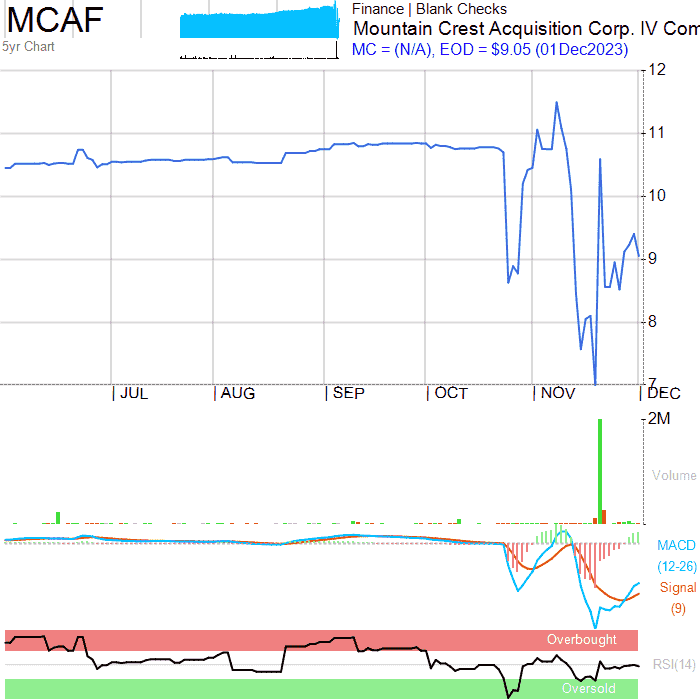 MCAF
5yr Chart
Finance | Blank Checks
Mountain Crest Acquisition Corp. IV Com
MC = (N/A), EOD = $9.05 (01Dec2023)
12
11
10
9
8
7
JUL AUG SEP OCT NOV DEC
2M
Volume
MACD
(12-26)
Signal
(9)
Overbought
RSI(14)
Oversold